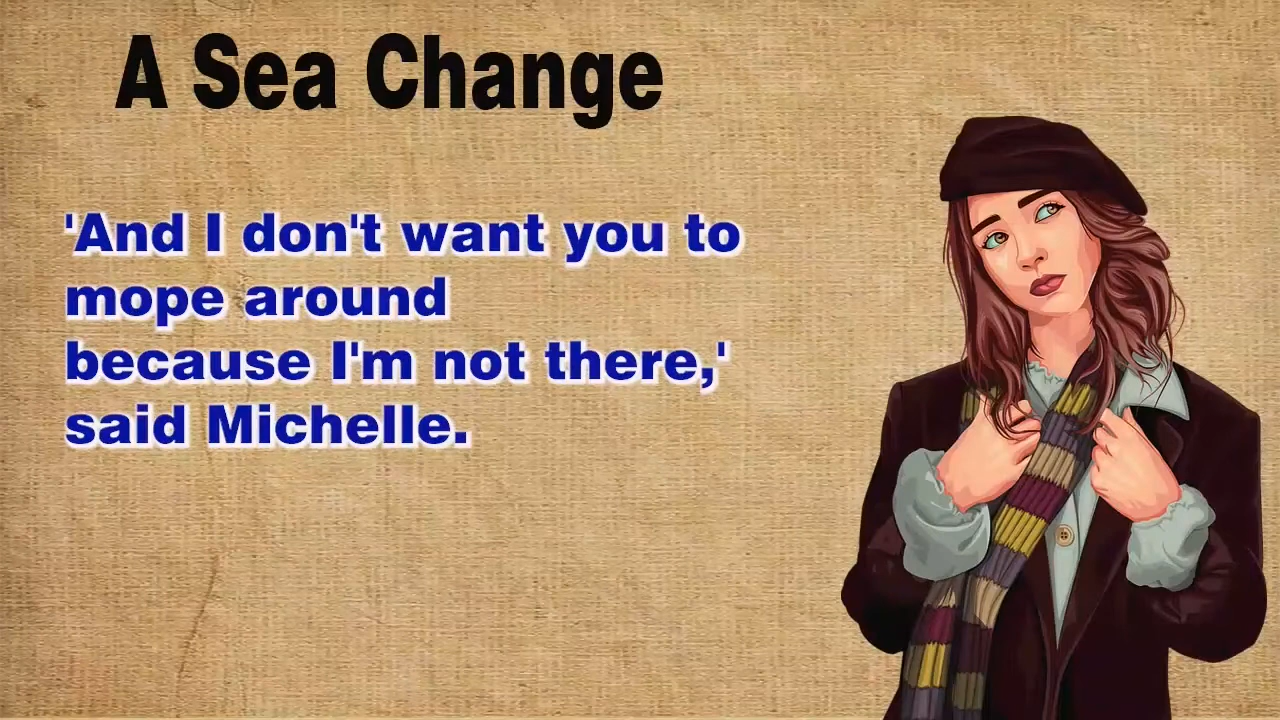 A Sea Change
'And I don't want you to
mope around
because I'm not there,'
said Michelle.